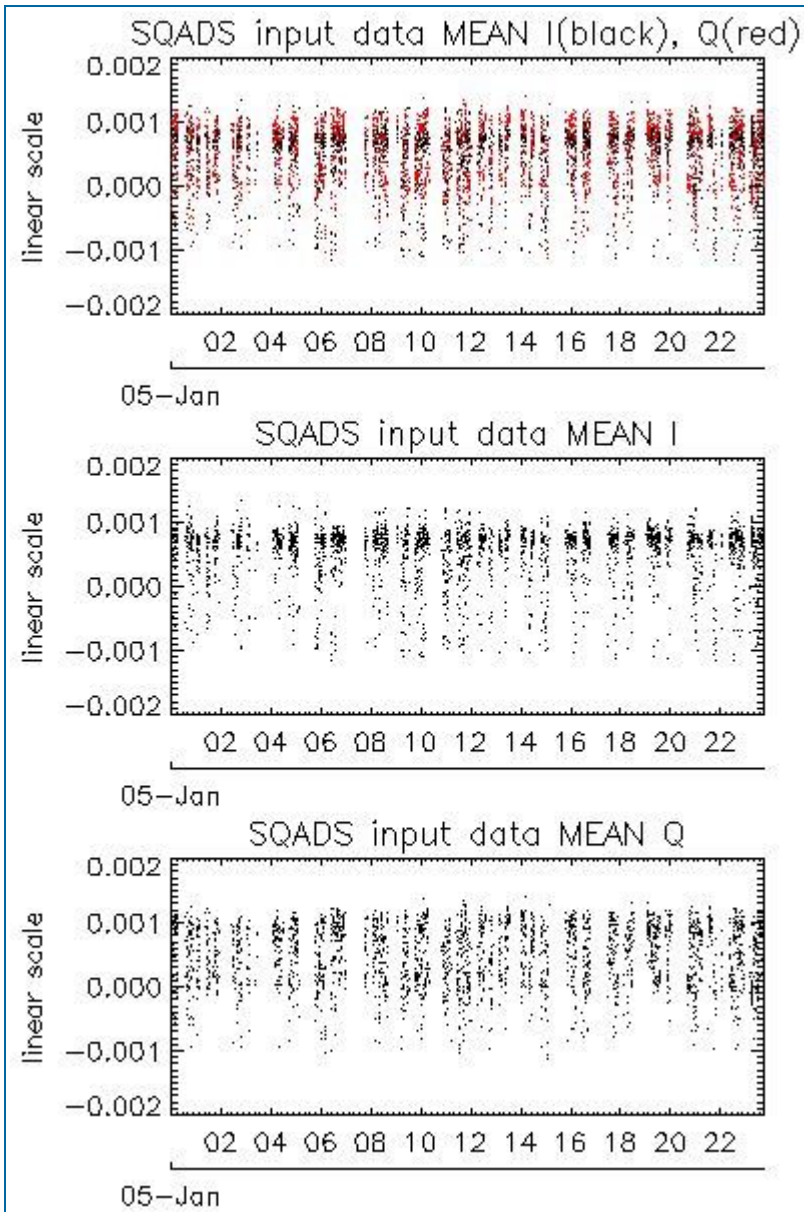 SQADS input data MEAN I(black), Q(red)
0.002
0.001
0.000
-0.001
-0.002
linear scale
02 04 06 08 10 12 14 16 18 20 22
05-Jan
SQADS input data MEAN I
0.002
0.001
0.000
-0.001
-0.002
linear scale
02 04 06 08 10 12 14 16 18 20 22
05-Jan
SQADS input data MEAN Q
0.002
0.001
0.000
-0.001
-0.002
linear scale
02 04 06 08 10 12 14 16 18 20 22
05-Jan